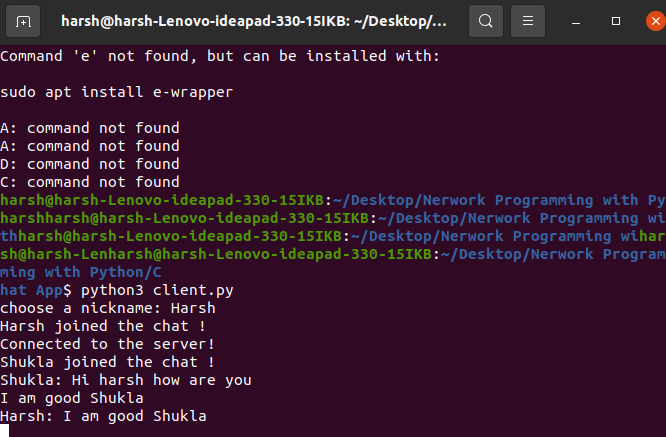 harsh@harsh-Lenovo-ideapad-330-15IKB: ~/Desktop/...
Command 'e' not found, but can be installed with:
sudo apt install e-wrapper
A: command not found
A: command not found
D: command not found
C: command not found
harsh@harsh-Lenovo-ideapad-330-15IKB:~/Desktop/Nerwork Programming with Py
harshharsh@harsh-Lenovo-ideapad-330-15IKB:~/Desktop/Nerwork Programming wi
thharsh@harsh-Lenovo-ideapad-330-15IKB:~/Desktop/Nerwork Programming wihar
sh@harsh-Lenharsh@harsh-Lenovo-ideapad-330-15IKB:~/Desktop/Nerwork Program
ming with Python/C
hat App$ python3 client.py
choose a nickname: Harsh
Harsh joined the chat !
Connected to the server!
Shukla joined the chat !
Shukla: Hi harsh how are you
I am good Shukla
Harsh: I am good Shukla